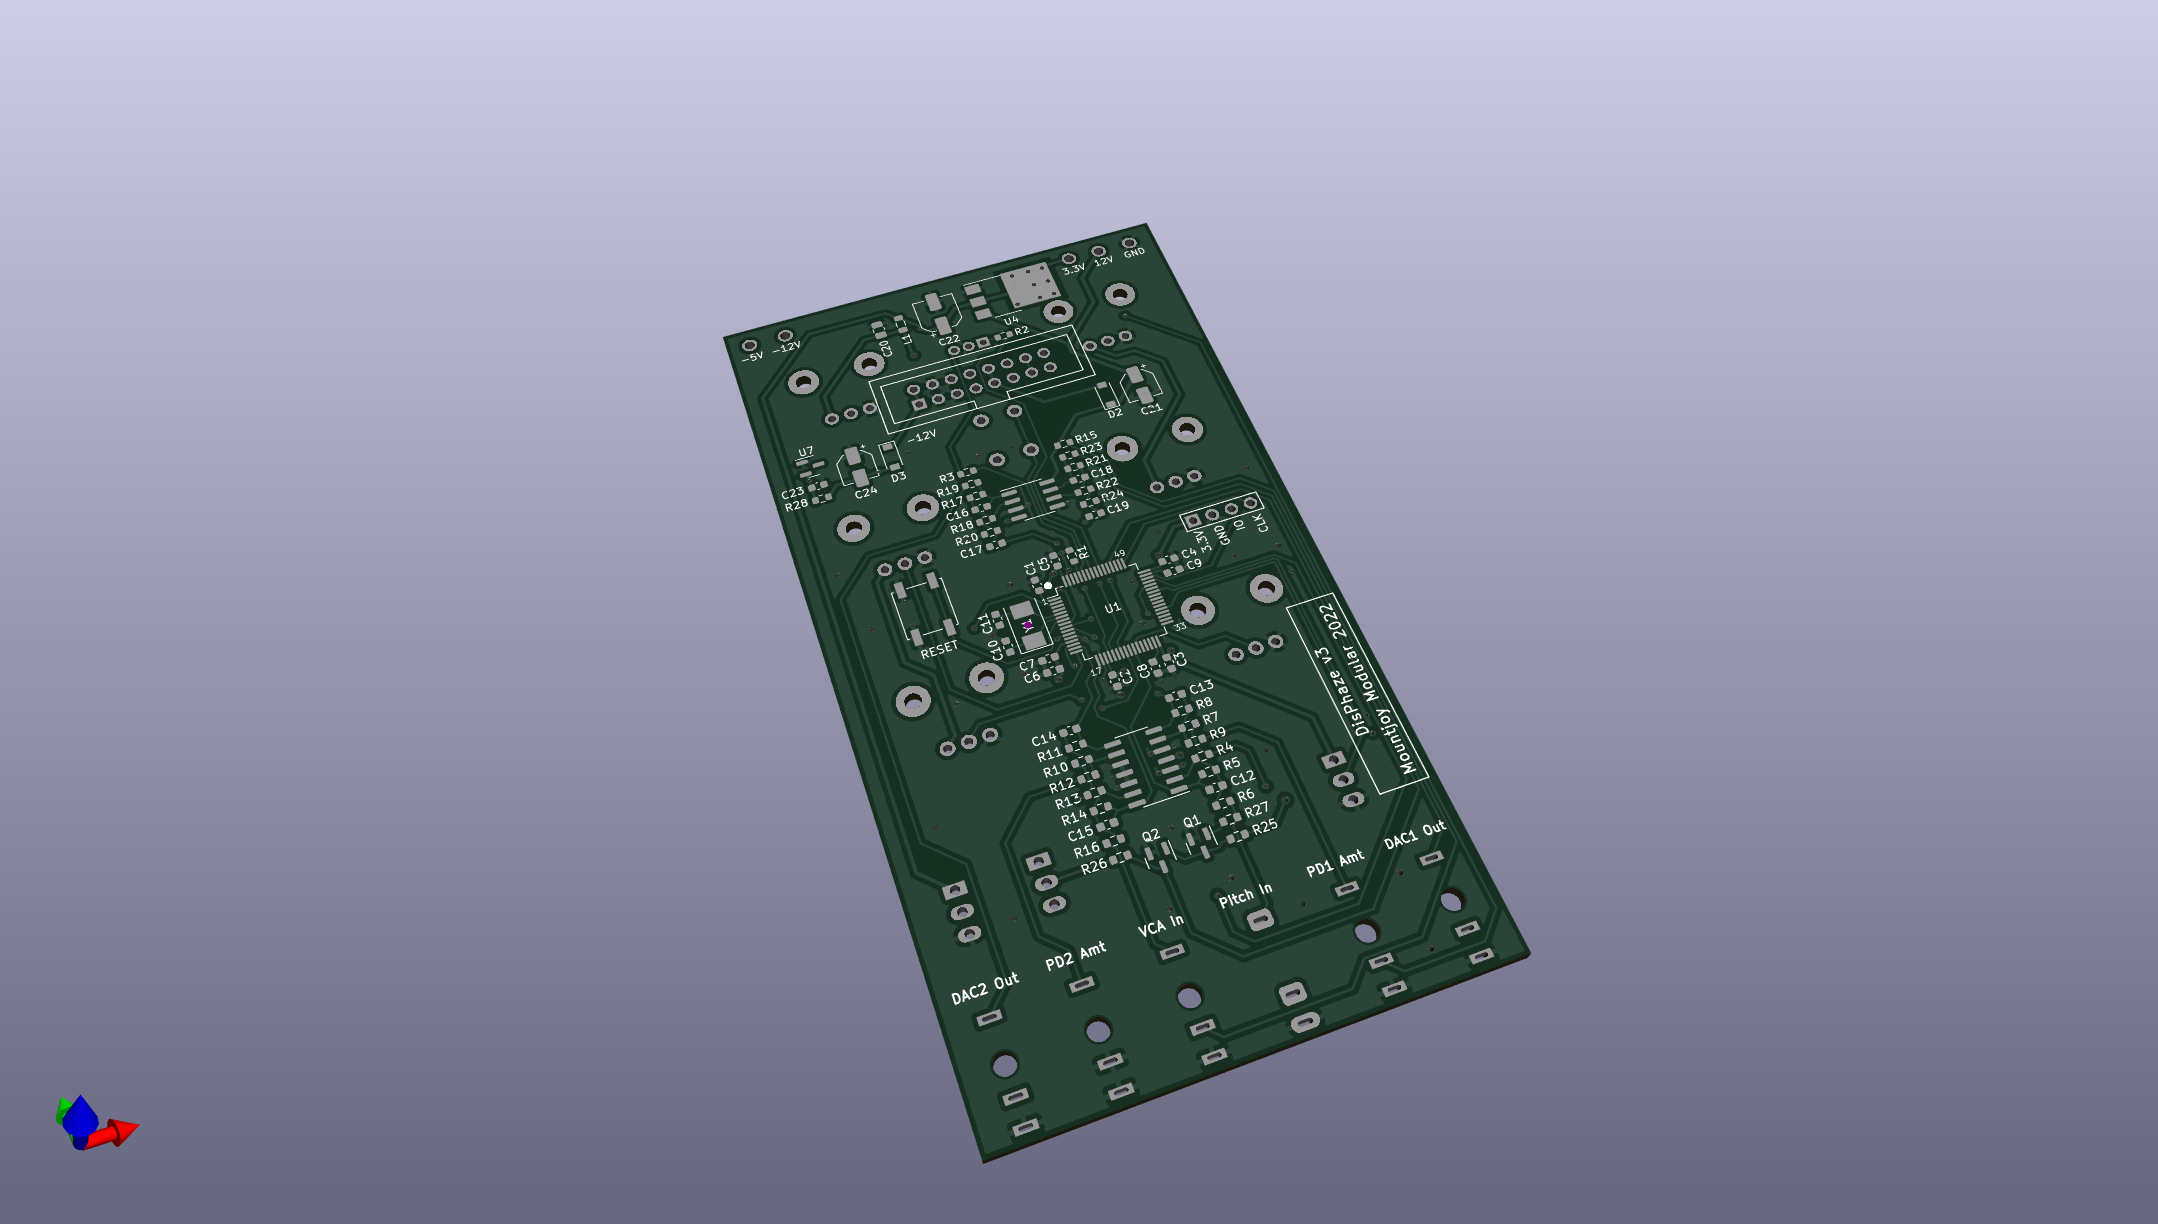 GND
12V
3.3V
-5V
-12V
U4
R2
C22
L1
C20
D2
C21
-12V
U7
C24
D3
C23
R28
R15
R23
R21
C18
R22
R24
C19
R3
R19
R17
C16
R18
R20
C17
3.3V
GND
IO
CLK
C1
C5
R1
49
C4
C9
1
U1
33
17
C11
C10
RESET
C7
C6
C2
C8
C3
C13
R8
R7
R9
R4
R5
C12
R6
R27
R25
C14
R11
R10
R12
R13
R14
C15
R16
R26
Q2
Q1
DisPhaze v3
Mountjoy Modular 2022
DAC1 Out
PD1 Amt
Pitch In
VCA In
PD2 Amt
DAC2 Out